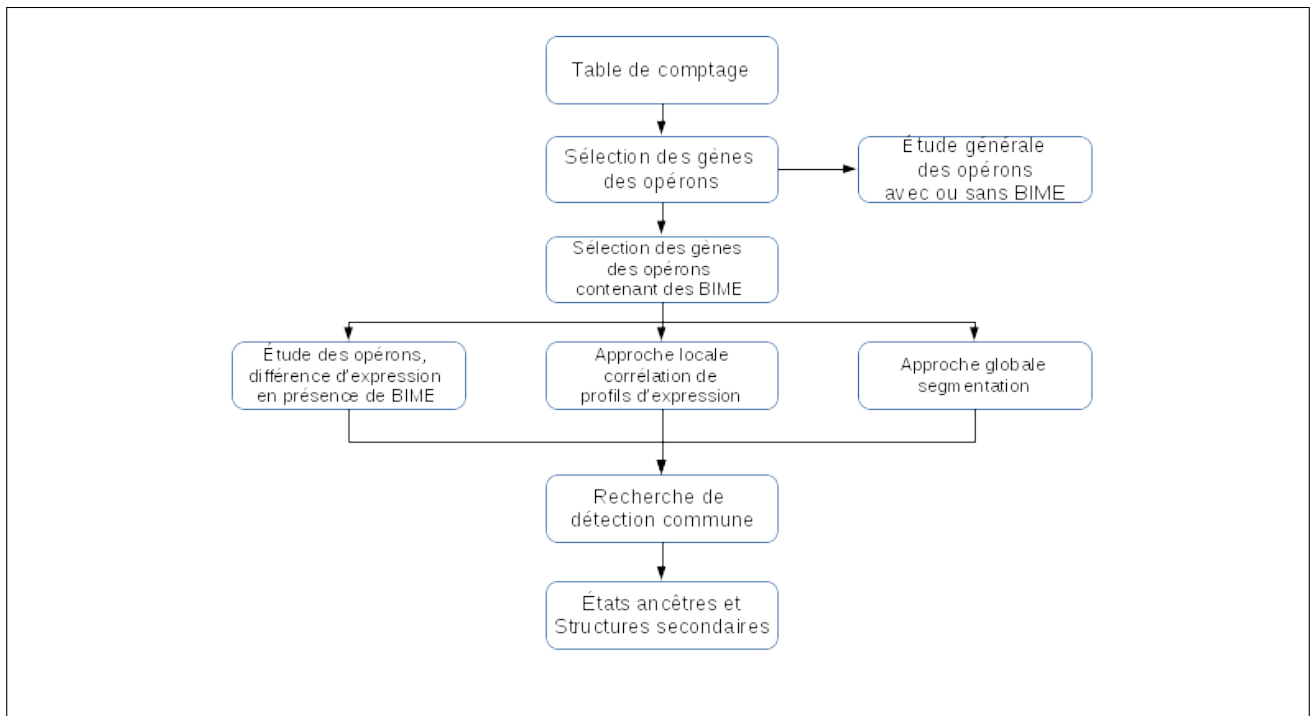 Table de comptage
Sélection des gènes
des opérons
Étude générale
des opérons
avec ou sans BIME
Sélection des gènes
des opérons
contenant des BIME
Étude des opérons,
différence d'expression
en présence de BIME
Approche locale
corrélation de
profils d'expression
Approche globale
segmentation
Recherche de
détection commune
États ancêtres et
Structures secondaires